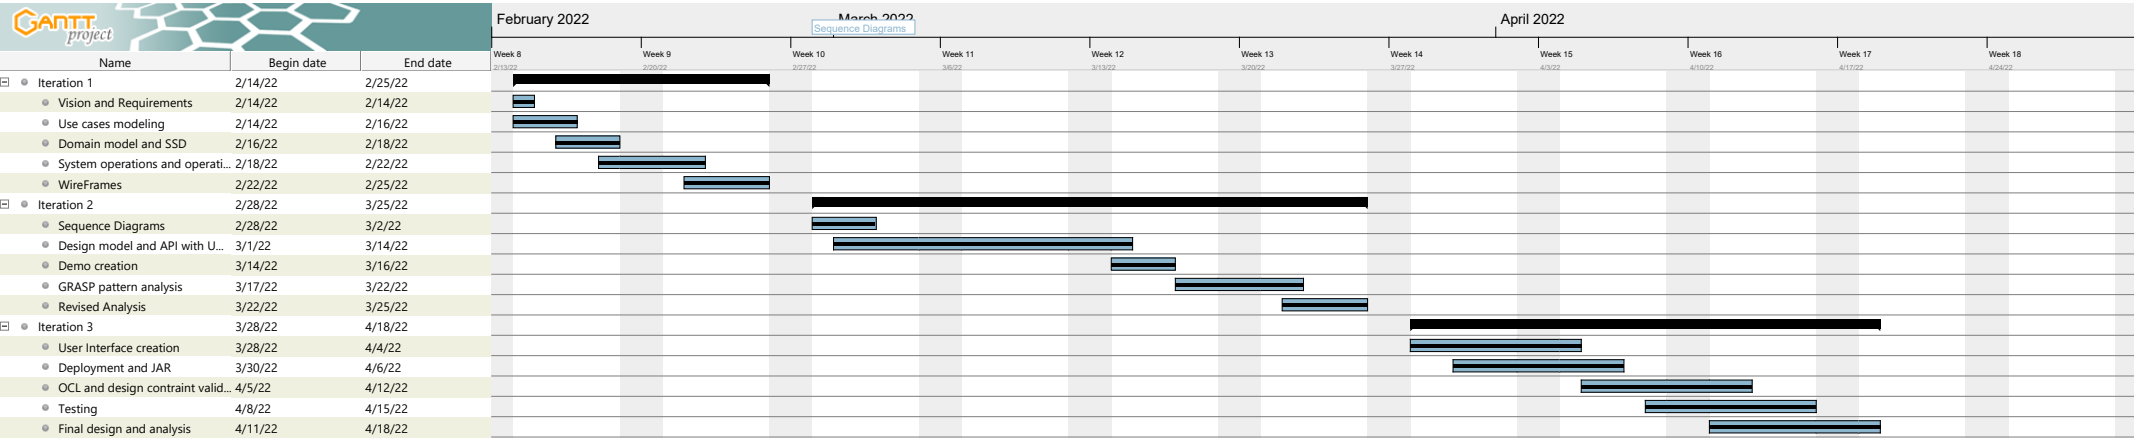 GANTT
project
February 2022
March 2022
April 2022
Sequence Diagrams
Week 8 Week 9 Week 10 Week 11 Week 12 Week 13 Week 14 Week 15 Week 16 Week 17 Week 18
Name Begin date End date
2/13/22 2/20/22 2/27/22 3/6/22 3/13/22 3/20/22 3/27/22 4/3/22 4/10/22 4/17/22 4/24/22
Iteration 1 2/14/22 2/25/22
Vision and Requirements 2/14/22 2/14/22
Use cases modeling 2/14/22 2/16/22
Domain model and SSD 2/16/22 2/18/22
System operations and operati... 2/18/22 2/22/22
WireFrames 2/22/22 2/25/22
Iteration 2 2/28/22 3/25/22
Sequence Diagrams 2/28/22 3/2/22
Design model and API with U... 3/1/22 3/14/22
Demo creation 3/14/22 3/16/22
GRASP pattern analysis 3/17/22 3/22/22
Revised Analysis 3/22/22 3/25/22
Iteration 3 3/28/22 4/18/22
User Interface creation 3/28/22 4/4/22
Deployment and JAR 3/30/22 4/6/22
OCL and design contraint valid... 4/5/22 4/12/22
Testing 4/8/22 4/15/22
Final design and analysis 4/11/22 4/18/22